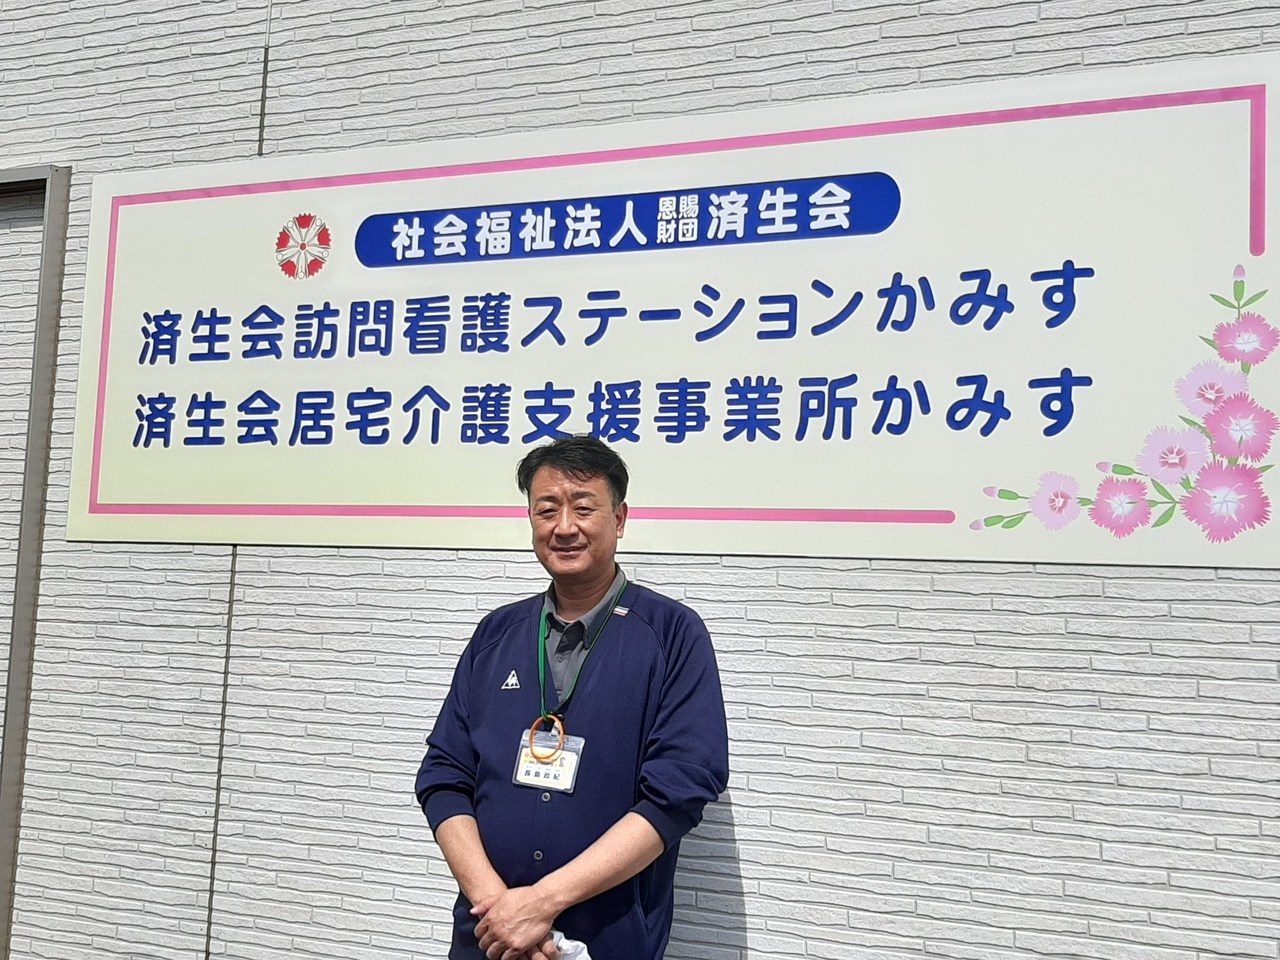 社会福祉法人 恩賜財団 済生会
済生会訪問看護ステーションかみす
済生会居宅介護支援事業所かみす